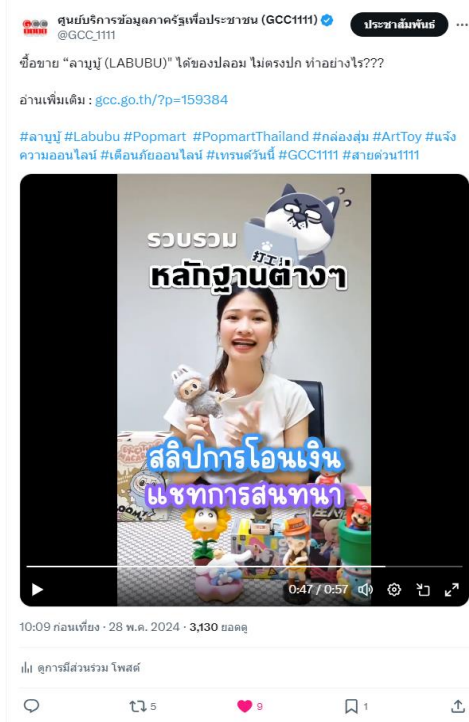 ศูนย์บริการข้อมูลภาครัฐเพื่อประชาชน (GCC1111)
@GCC_1111
ประชาสัมพันธ์
ซื้อขาย “ลาบูบู้ (LABUBU)" ได้ของปลอม ไม่ตรงปก ทำอย่างไร???
อ่านเพิ่มเติม : gcc.go.th/?p=159384
#ลาบูบู้ #Labubu #Popmart #PopmartThailand #กล่องสุ่ม #ArtToy #แจ้ง
ความออนไลน์ #เตือนภัยออนไลน์ #เทรนด์วันนี้ #GCC1111 #สายด่วน1111
รวบรวม
打工
หลักฐานต่างๆ
สลิปการโอนเงิน
แชทการสนทนา
0:47 / 0:57
10:09 ก่อนเที่ยง · 28 พ.ค. 2024 · 3,130 ยอดดู
ดูการมีส่วนร่วม โพสต์
5
9
1